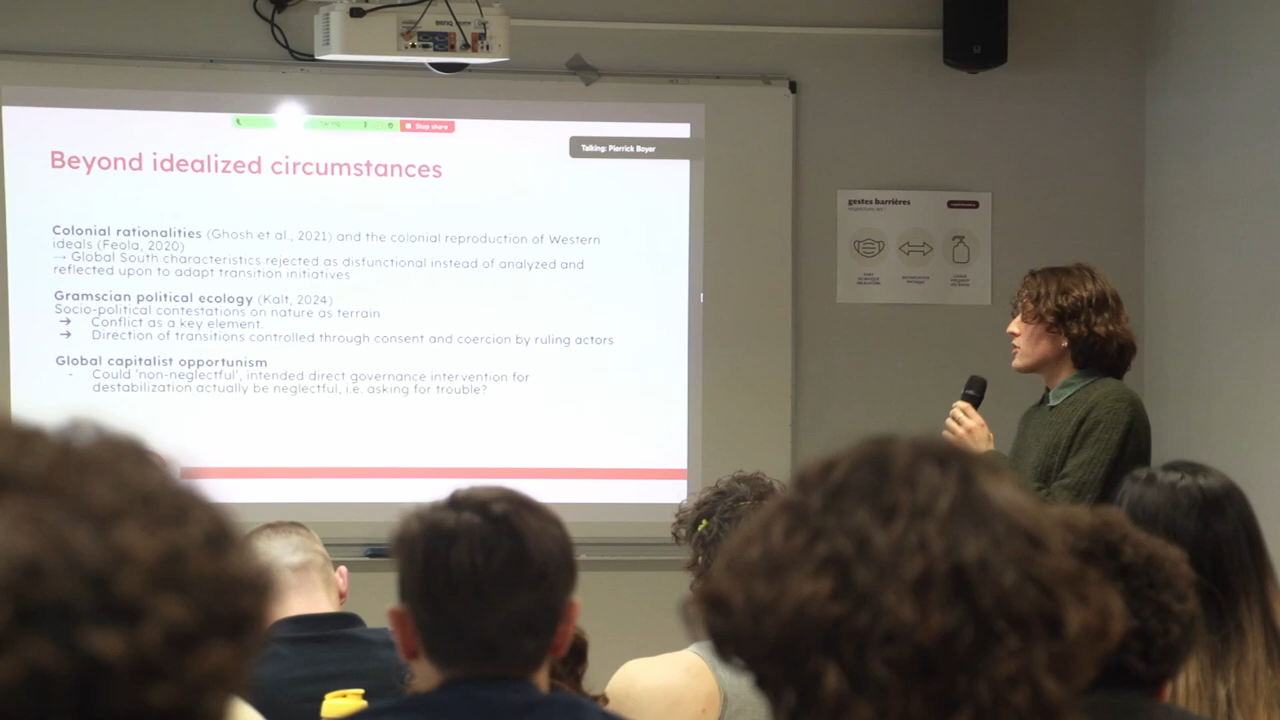 BenQ
Stop share
Talking: Pierrick Boyer
Beyond idealized circumstances
Colonial rationalities (Ghosh et al., 2021) and the colonial reproduction of Western
ideals (Feola, 2020)
→ Global South characteristics rejected as disfunctional instead of analyzed and
reflected upon to adapt transition initiatives
Gramscian political ecology (Kalt, 2024)
Socio-political contestations on nature as terrain
→ Conflict as a key element.
→ Direction of transitions controlled through consent and coercion by ruling actors
Global capitalist opportunism
- Could 'non-neglectful', intended direct governance intervention for
destabilization actually be neglectful, i.e. asking for trouble?
gestes barrières